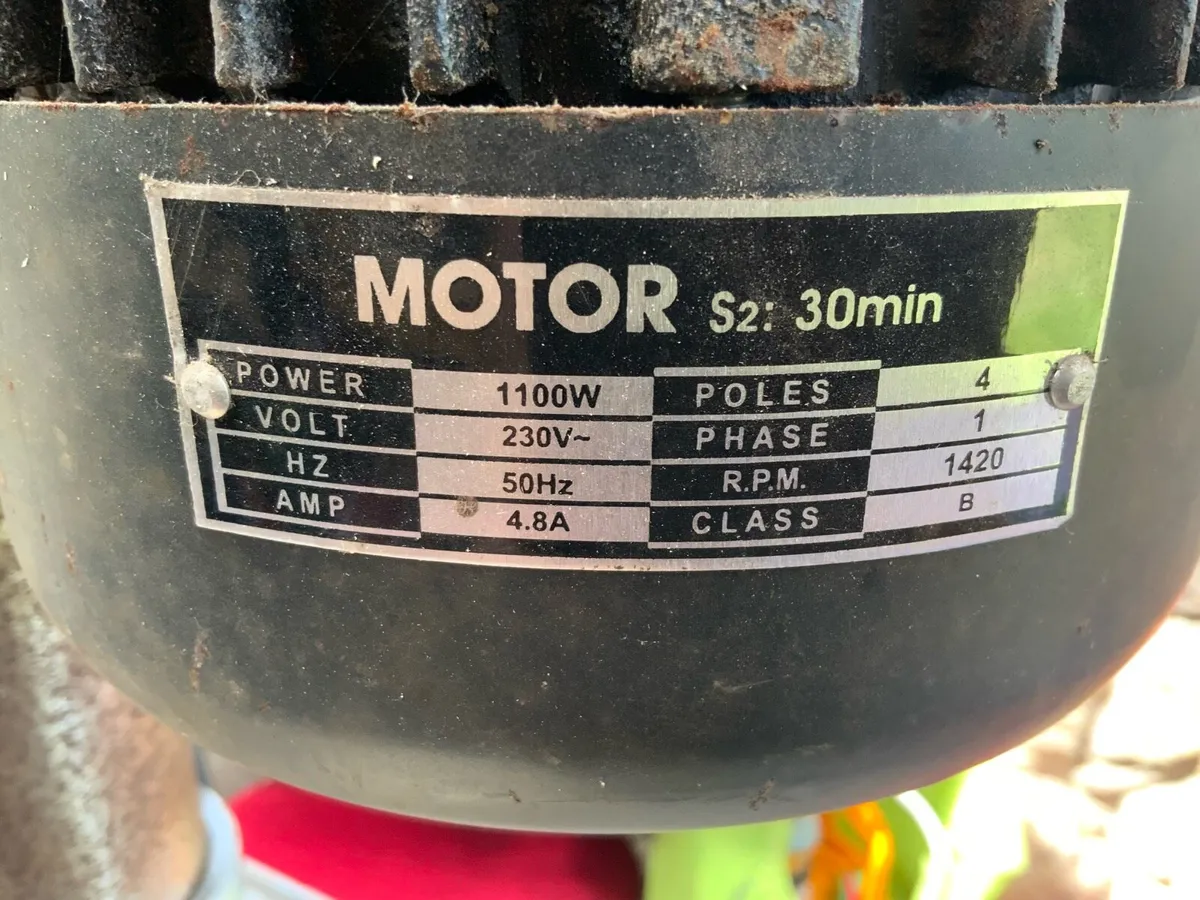 MOTOR S2: 30min
POWER 1100W POLES 4
VOLT 230V~ PHASE 1
HZ 50Hz R.P.M. 1420
AMP 4.8A CLASS B